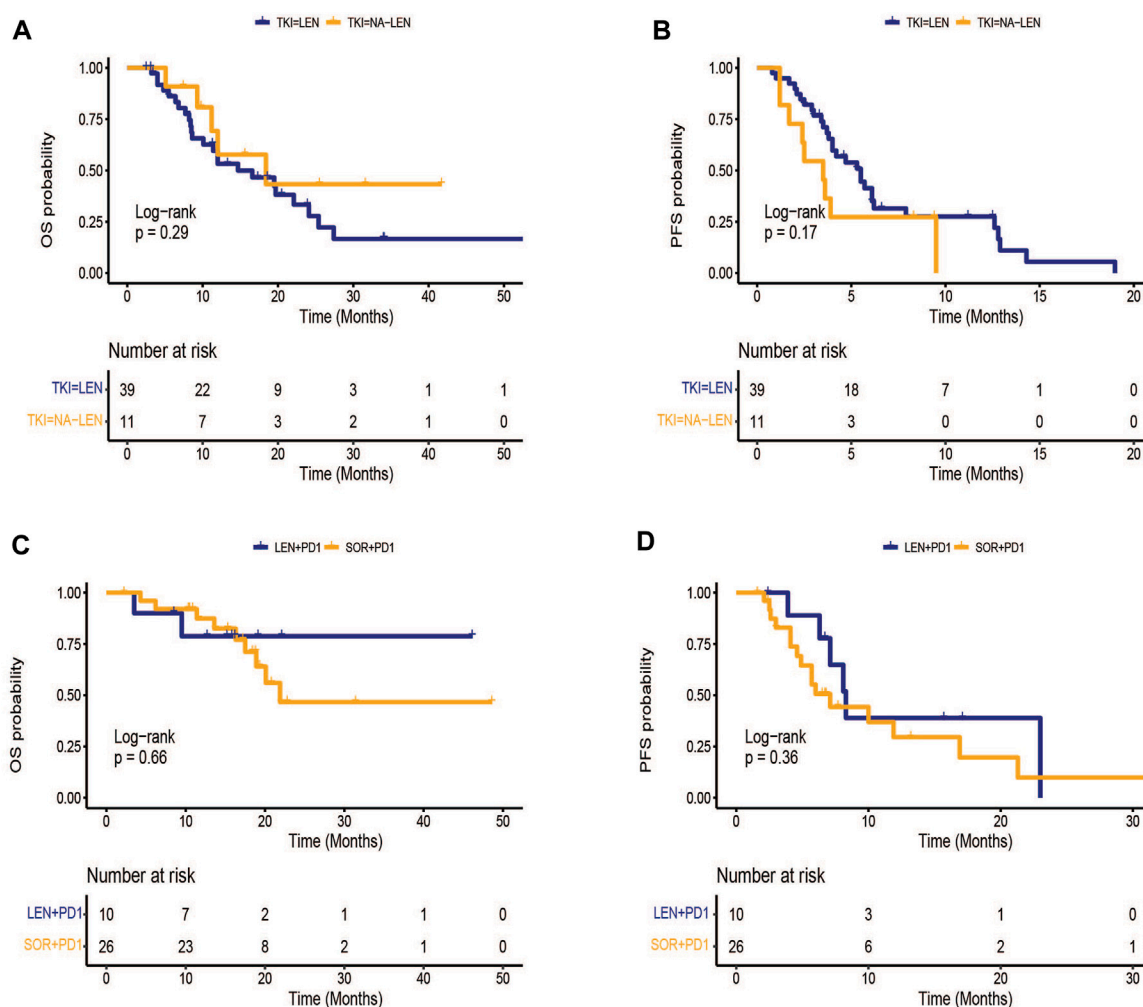 A
TKI=LEN TKI=NA−LEN
1.00
0.75
0.50
0.25
0.00
OS probability
Log−rank
p = 0.29
0 10 20 30 40 50
Time (Months)
Number at risk
TKI=LEN 39 22 9 3 1 1
TKI=NA−LEN 11 7 3 2 1 0
0 10 20 30 40 50
Time (Months)
B
TKI=LEN TKI=NA−LEN
1.00
0.75
0.50
0.25
0.00
PFS probability
Log−rank
p = 0.17
0 5 10 15 20
Time (Months)
Number at risk
TKI=LEN 39 18 7 1 0
TKI=NA−LEN 11 3 0 0 0
0 5 10 15 20
Time (Months)
C
LEN+PD1 SOR+PD1
1.00
0.75
0.50
0.25
0.00
OS probability
Log−rank
p = 0.66
0 10 20 30 40 50
Time (Months)
Number at risk
LEN+PD1 10 7 2 1 1 0
SOR+PD1 26 23 8 2 1 0
0 10 20 30 40 50
Time (Months)
D
LEN+PD1 SOR+PD1
1.00
0.75
0.50
0.25
0.00
PFS probability
Log−rank
p = 0.36
0 10 20 30
Time (Months)
Number at risk
LEN+PD1 10 3 1 0
SOR+PD1 26 6 2 1
0 10 20 30
Time (Months)